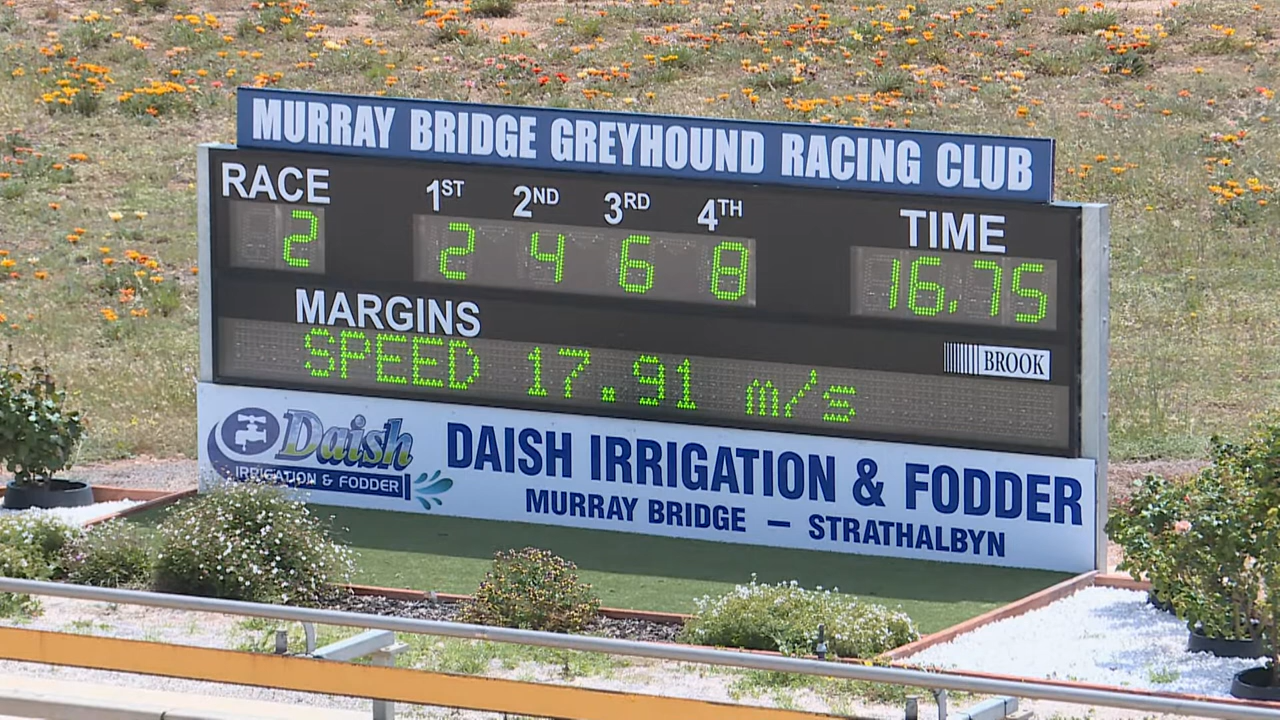 MURRAY BRIDGE GREYHOUND RACING CLUB
RACE 1ST 2ND 3RD 4TH TIME
2 2 4 6 8 16.75
MARGINS
SPEED 17.91 m/s
BROOK
Daish
IRRIGATION & FODDER
DAISH IRRIGATION & FODDER
MURRAY BRIDGE – STRATHALBYN